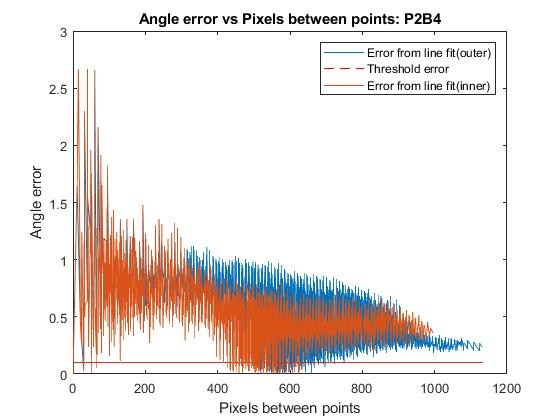 Angle error vs Pixels between points: P2B4
3
2.5
2
1.5
1
0.5
0
Angle error
Error from line fit(outer)
Threshold error
Error from line fit(inner)
0 200 400 600 800 1000 1200
Pixels between points